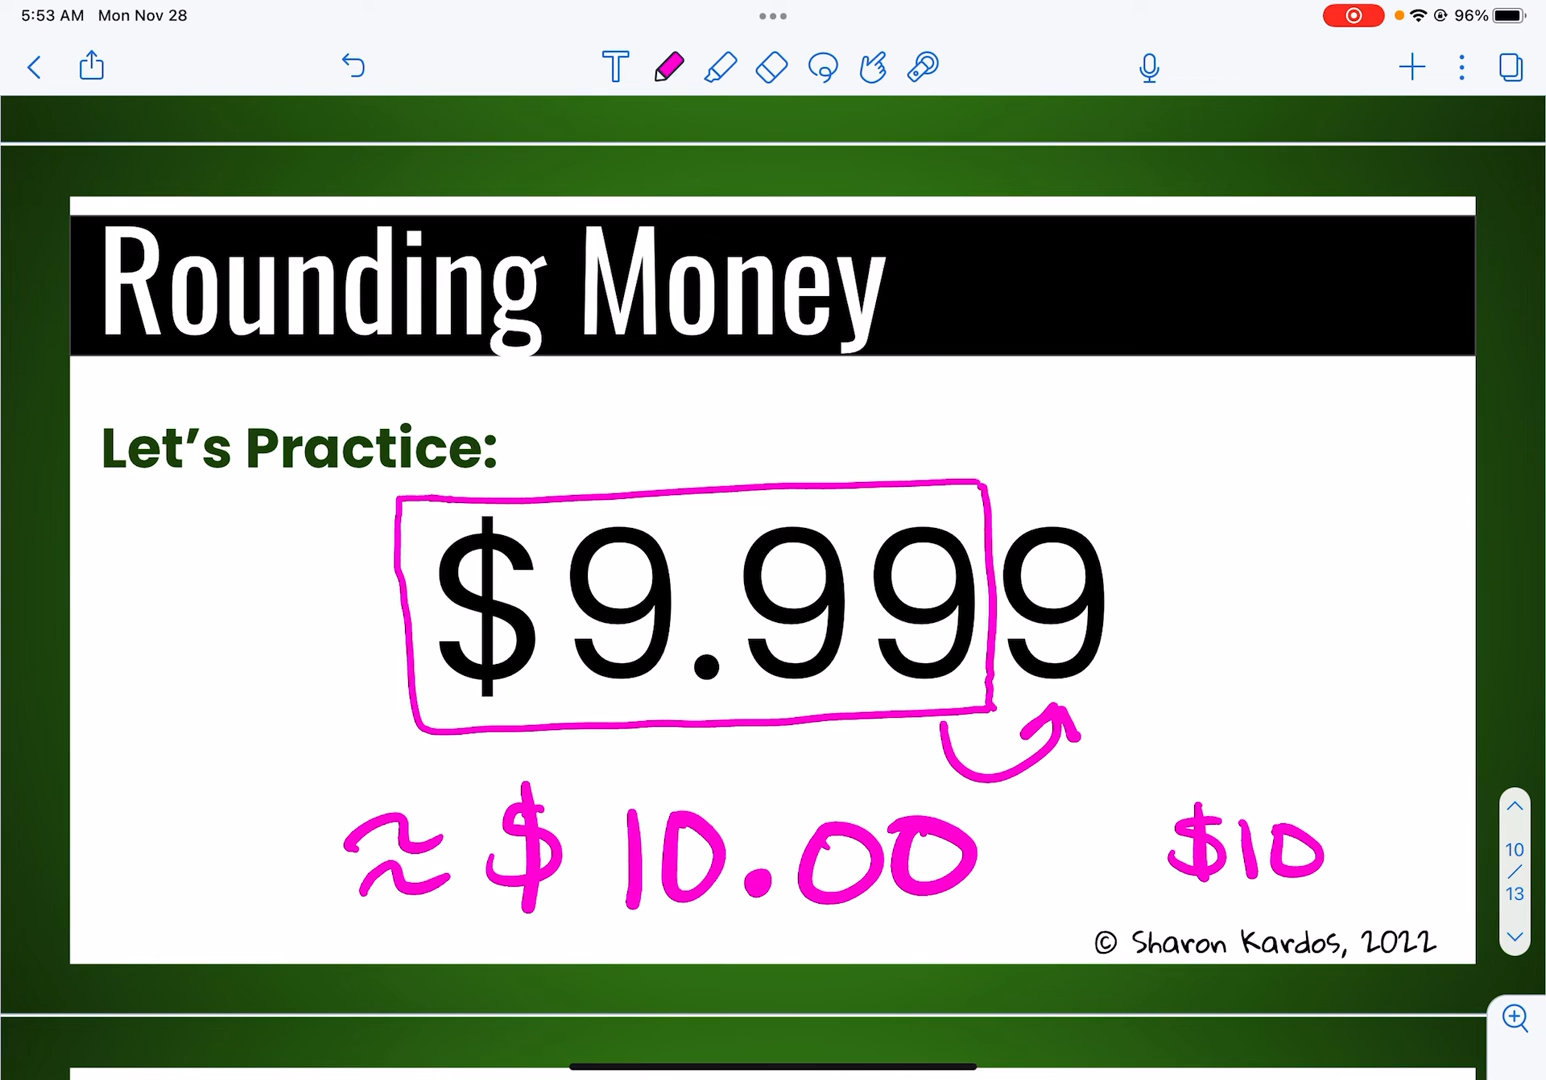 5:53 AM Mon Nov 28
96%
T
Rounding Money
Let's Practice:
$9.999
≈ $10.00
$10
10
/
13
© Sharon Kardos, 2022